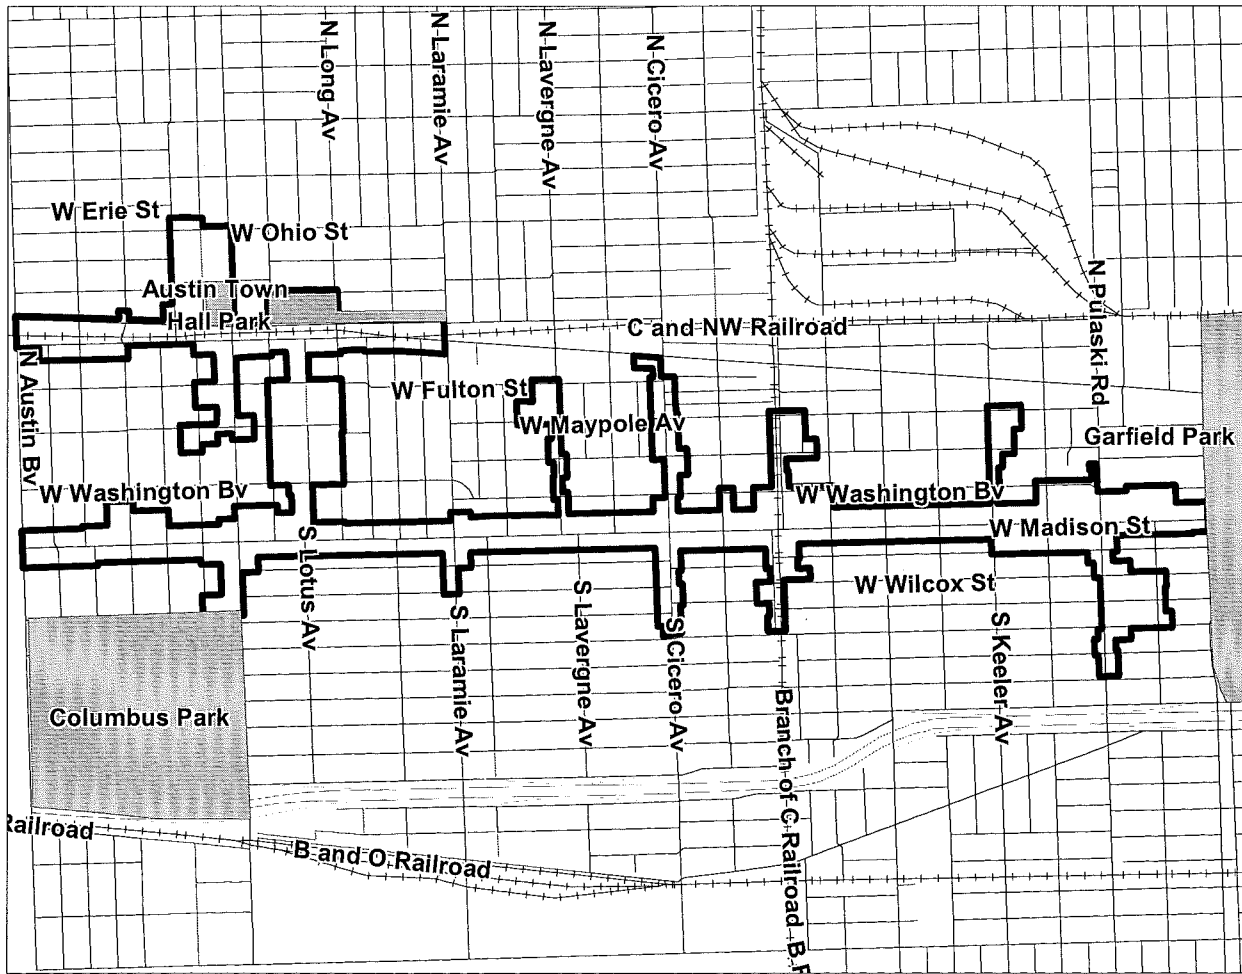 N Long Av
N Laramie Av
N Lavergne Av
N Cicero Av
W Erie St
W Ohio St
Austin Town
Hall Park
C and NW Railroad
N Pulaski Rd
N Austin Bv
W Fulton St
W Maypole Av
Garfield Park
W Washington Bv
W Washington Bv
W Madison St
S Lotus Av
W Wilcox St
S Laramie Av
S Lavergne Av
S Cicero Av
S Keeler Av
Columbus Park
Branch of C Railroad B
Railroad
B and O Railroad